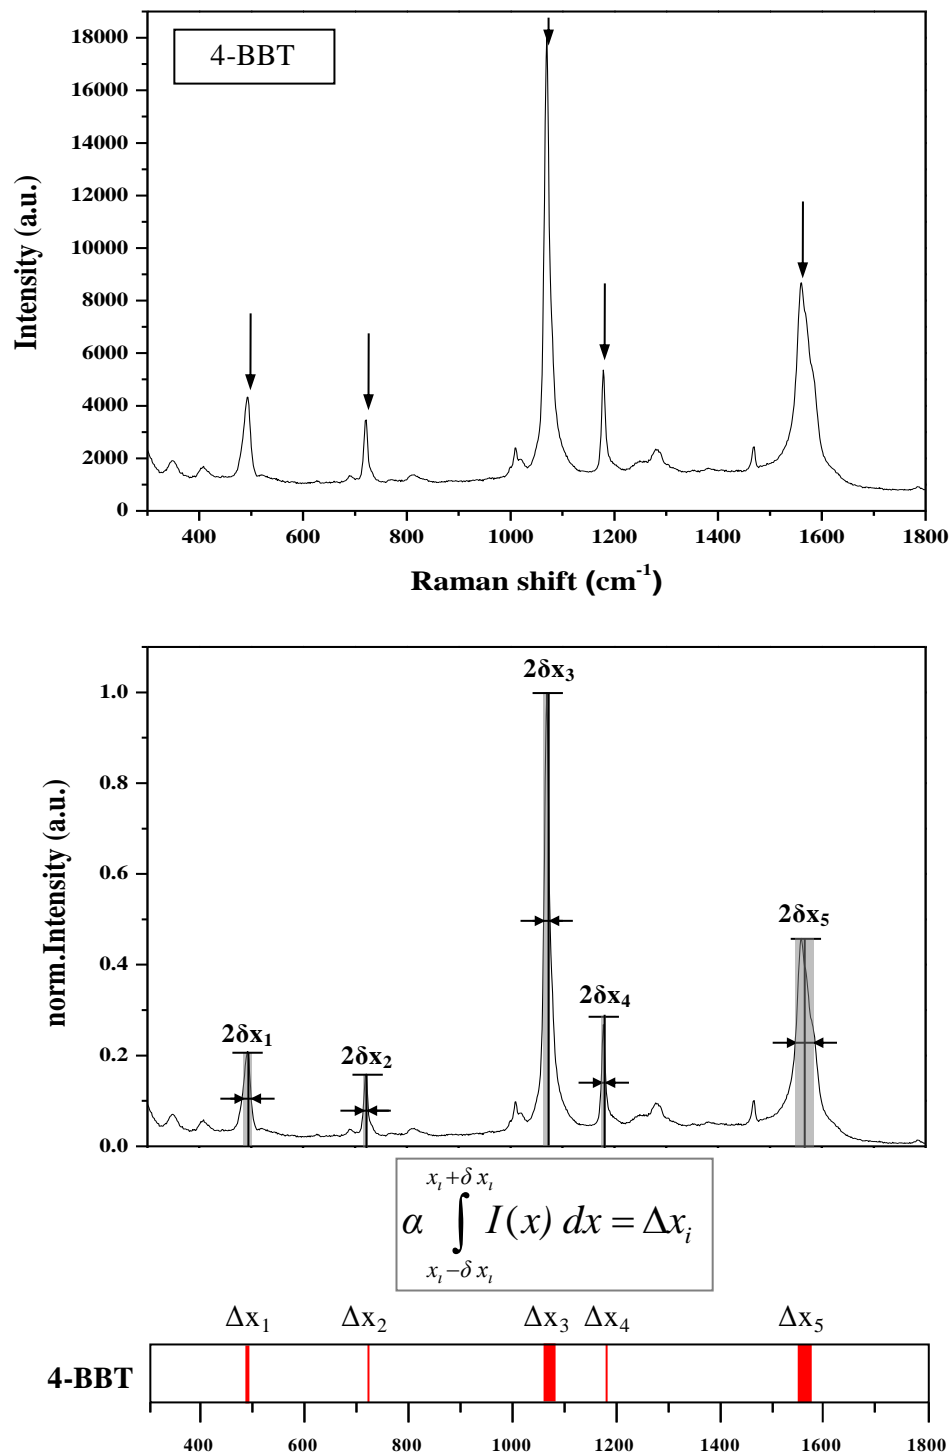 4-BBT
18000
16000
14000
12000
10000
8000
6000
4000
2000
0
Intensity (a.u.)
400 600 800 1000 1200 1400 1600 1800
Raman shift (cm⁻¹)
1.0
0.8
0.6
0.4
0.2
0.0
norm.Intensity (a.u.)
2δx₃
2δx₅
2δx₄
2δx₁
2δx₂
xᵢ+δ xᵢ
α ∫ I(x) dx = Δxᵢ
xᵢ−δ xᵢ
Δx₁ Δx₂ Δx₃ Δx₄ Δx₅
4-BBT
400 600 800 1000 1200 1400 1600 1800